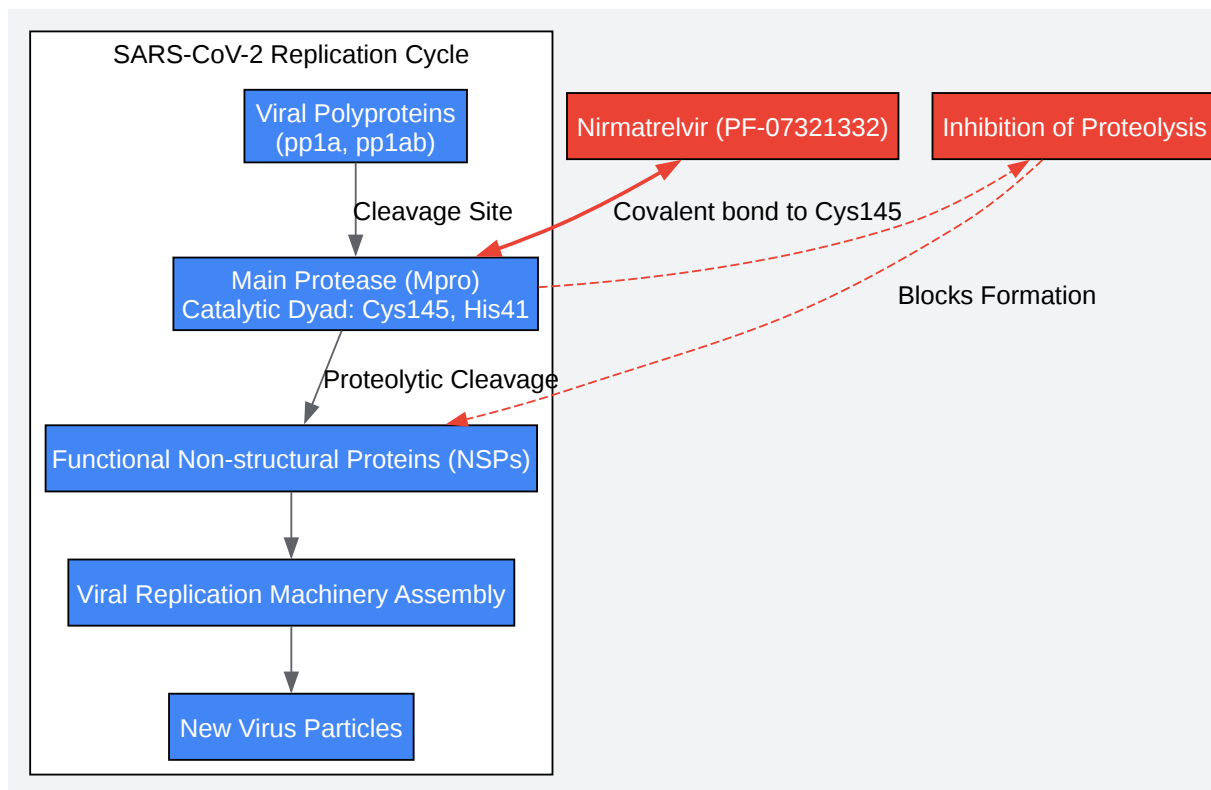 SARS-CoV-2 Replication Cycle
Viral Polyproteins
(pp1a, pp1ab)
Nirmatrelvir (PF-07321332)
Inhibition of Proteolysis
Cleavage Site
Covalent bond to Cys145
Main Protease (Mpro)
Catalytic Dyad: Cys145, His41
Blocks Formation
Proteolytic Cleavage
Functional Non-structural Proteins (NSPs)
Viral Replication Machinery Assembly
New Virus Particles